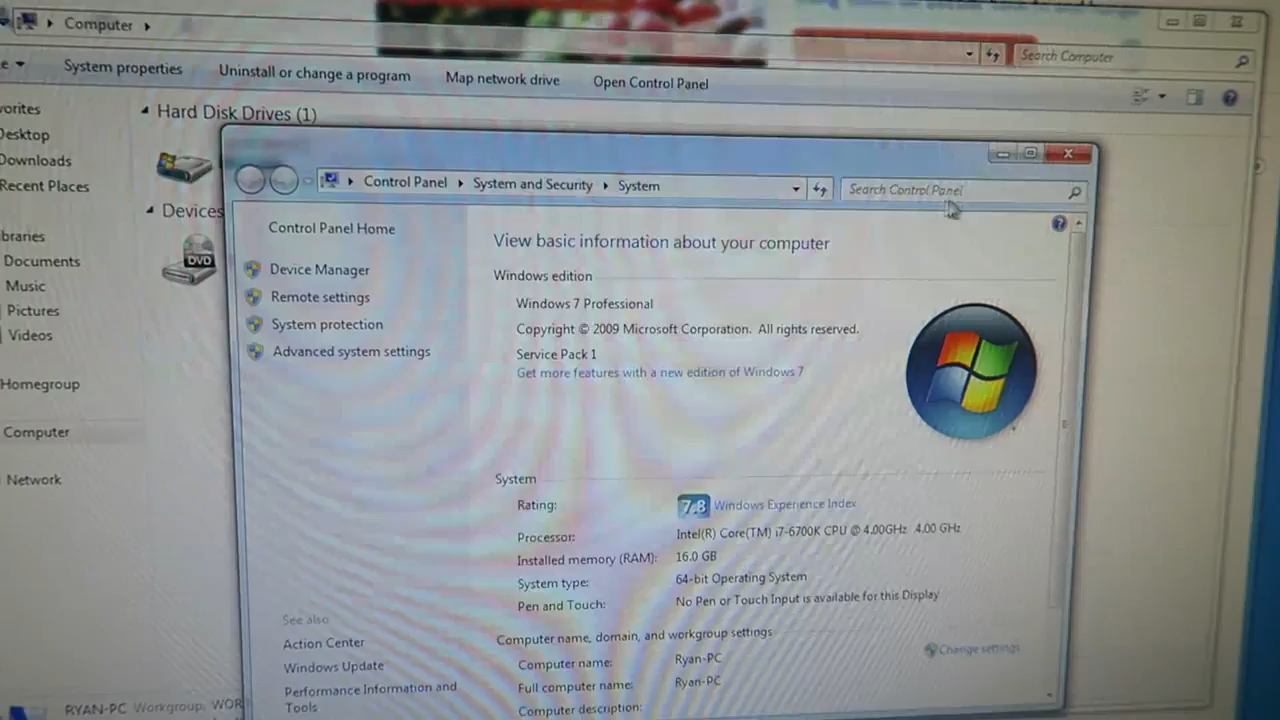 Computer
Search Computer
System properties
Uninstall or change a program
Map network drive
Open Control Panel
vorites
Desktop
Downloads
Recent Places
braries
Documents
Music
Pictures
Videos
Homegroup
Computer
Network
Hard Disk Drives (1)
Devices
DVD
Control Panel
System and Security
System
Search Control Panel
Control Panel Home
Device Manager
Remote settings
System protection
Advanced system settings
See also
Action Center
Windows Update
Performance Information and
Tools
View basic information about your computer
Windows edition
Windows 7 Professional
Copyright © 2009 Microsoft Corporation. All rights reserved.
Service Pack 1
Get more features with a new edition of Windows 7
System
Rating: 7.8 Windows Experience Index
Processor: Intel(R) Core(TM) i7-6700K CPU @ 4.00GHz 4.00 GHz
Installed memory (RAM): 16.0 GB
System type: 64-bit Operating System
Pen and Touch: No Pen or Touch Input is available for this Display
Computer name, domain, and workgroup settings
Computer name: Ryan-PC
Change settings
Full computer name: Ryan-PC
Computer description:
RYAN-PC Workgroup: WOR